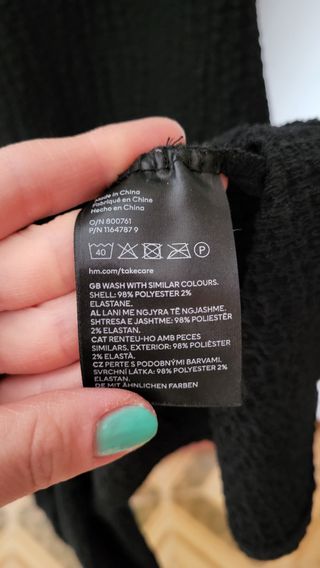 Made in China
Fabriqué en Chine
Hecho en China
O/N 800761
P/N 1164787 9
40
P
hm.com/takecare
GB WASH WITH SIMILAR COLOURS.
SHELL: 98% POLYESTER 2%
ELASTANE.
AL LANI ME NGJYRA TË NGJASHME.
SHTRESA E JASHTME: 98% POLIESTËR
2% ELASTAN.
CAT RENTEU-HO AMB PECES
SIMILARS. EXTERIOR: 98% POLIÈSTER
2% ELASTÀ.
CZ PERTE S PODOBNÝMI BARVAMI.
SVRCHNÍ LÁTKA: 98% POLYESTER 2%
ELASTAN.
DE MIT ÄHNLICHEN FARBEN